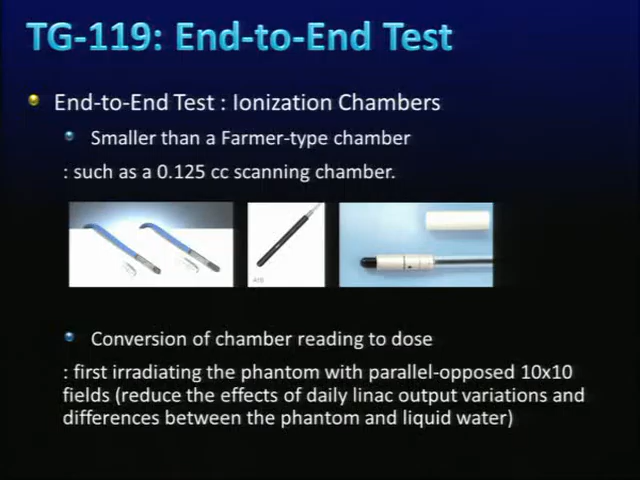 TG-119: End-to-End Test
End-to-End Test : Ionization Chambers
Smaller than a Farmer-type chamber
: such as a 0.125 cc scanning chamber.
Conversion of chamber reading to dose
: first irradiating the phantom with parallel-opposed 10x10
fields (reduce the effects of daily linac output variations and
differences between the phantom and liquid water)